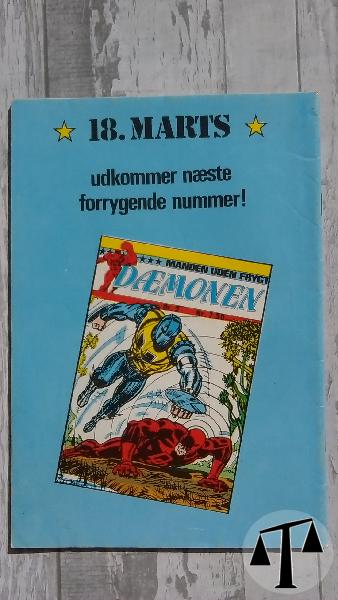 18. MARTS
udkommer næste
forrygende nummer!
MANDEN UDEN FRYGT
DÆMONEN